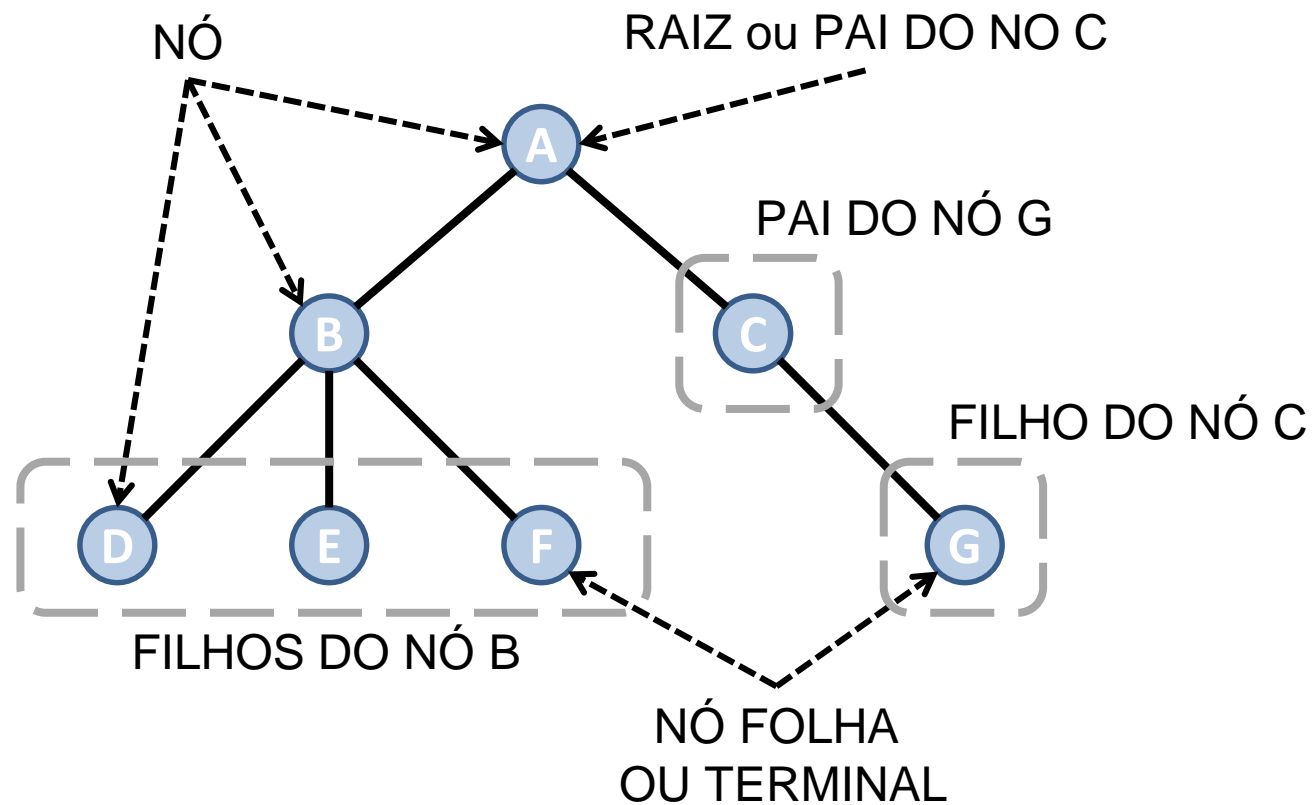 NÓ
RAIZ ou PAI DO NO C
A
PAI DO NÓ G
B
C
FILHO DO NÓ C
D
E
F
G
FILHOS DO NÓ B
NÓ FOLHA
OU TERMINAL